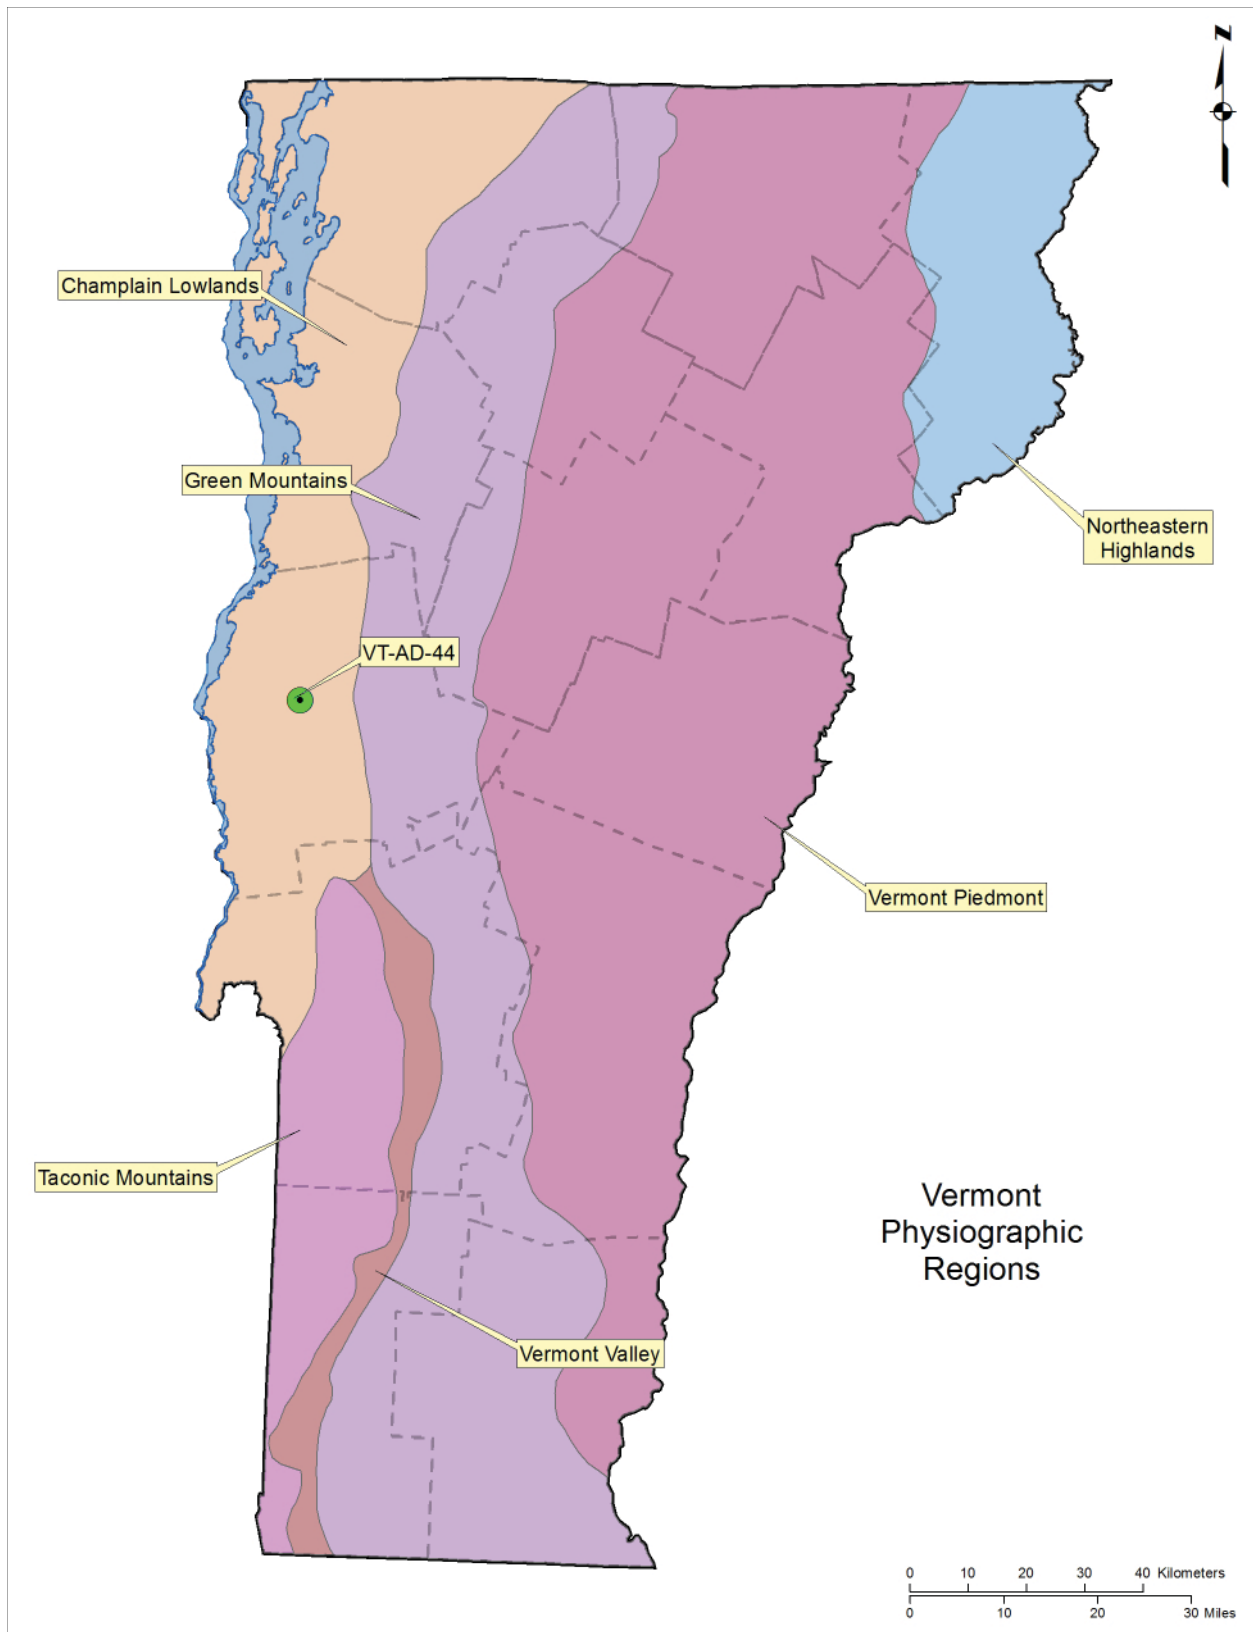 N
Champlain Lowlands
Green Mountains
Northeastern
Highlands
VT-AD-44
Vermont Piedmont
Taconic Mountains
Vermont
Physiographic
Regions
Vermont Valley
0 10 20 30 40 Kilometers
0 10 20 30 Miles